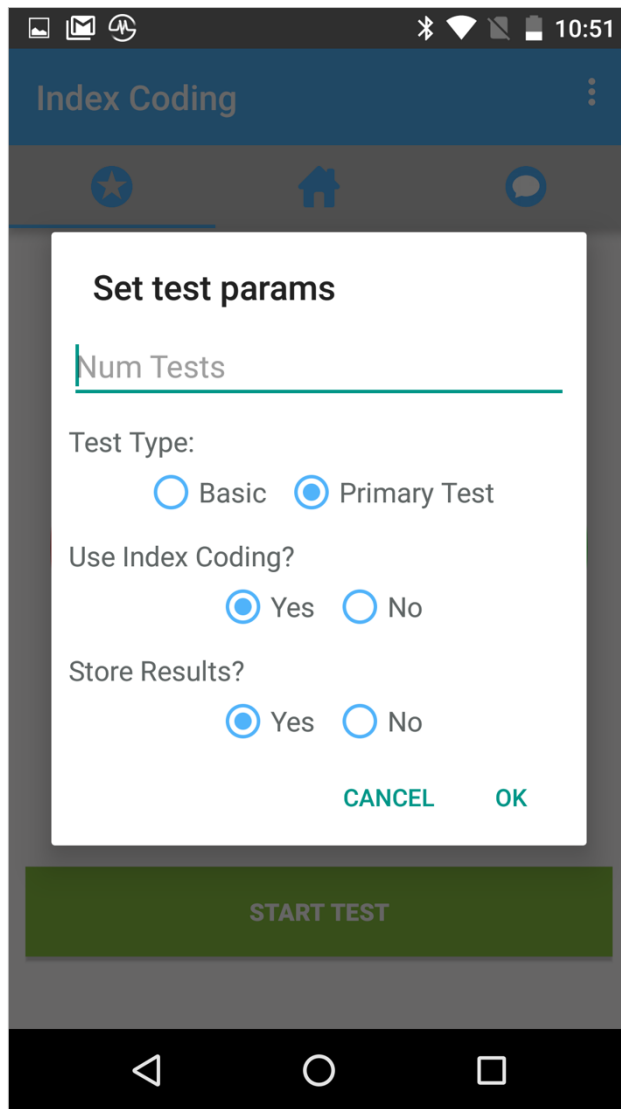 10:51
Index Coding
Set test params
Num Tests
Test Type:
Basic Primary Test
Use Index Coding?
Yes No
Store Results?
Yes No
CANCEL OK
START TEST